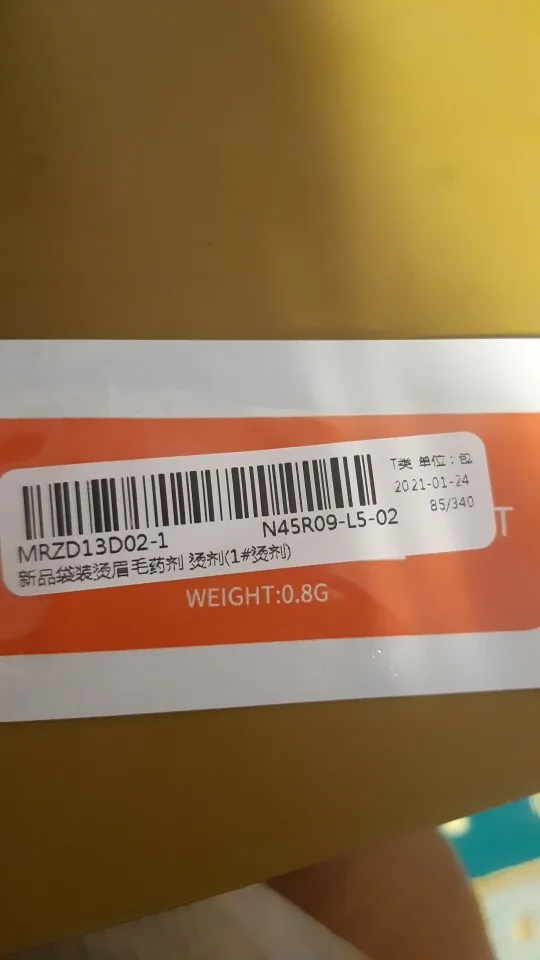 T类 单位：包
2021-01-24
85/340
MRZD13D02-1
N45R09-L5-02
新品袋装烫眉毛药剂 烫剂(1#烫剂)
WEIGHT:0.8G